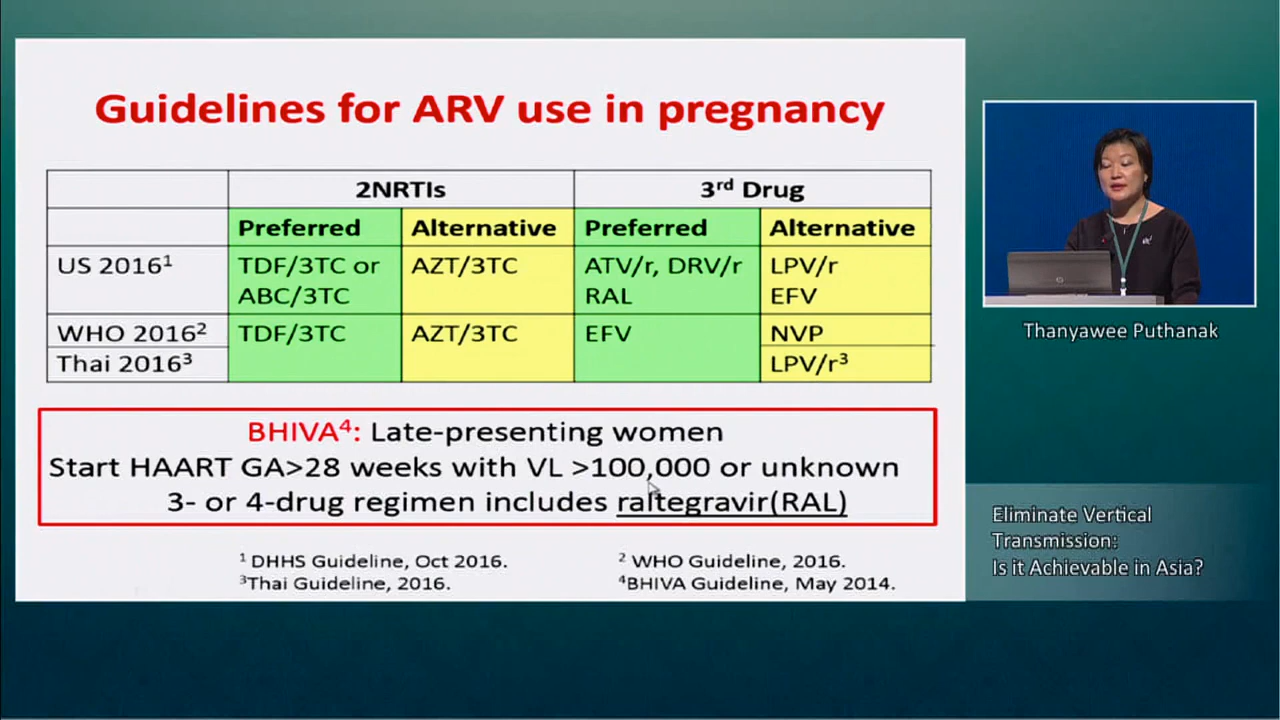 Guidelines for ARV use in pregnancy
2NRTIs 3rd Drug
Preferred Alternative Preferred Alternative
US 2016¹ TDF/3TC or AZT/3TC ATV/r, DRV/r LPV/r
ABC/3TC RAL EFV
WHO 2016² TDF/3TC AZT/3TC EFV NVP
Thai 2016³ LPV/r³
BHIVA⁴: Late-presenting women
Start HAART GA>28 weeks with VL >100,000 or unknown
3- or 4-drug regimen includes raltegravir(RAL)
¹ DHHS Guideline, Oct 2016. ² WHO Guideline, 2016.
³Thai Guideline, 2016. ⁴BHIVA Guideline, May 2014.
Thanyawee Puthanak
Eliminate Vertical
Transmission:
Is it Achievable in Asia?